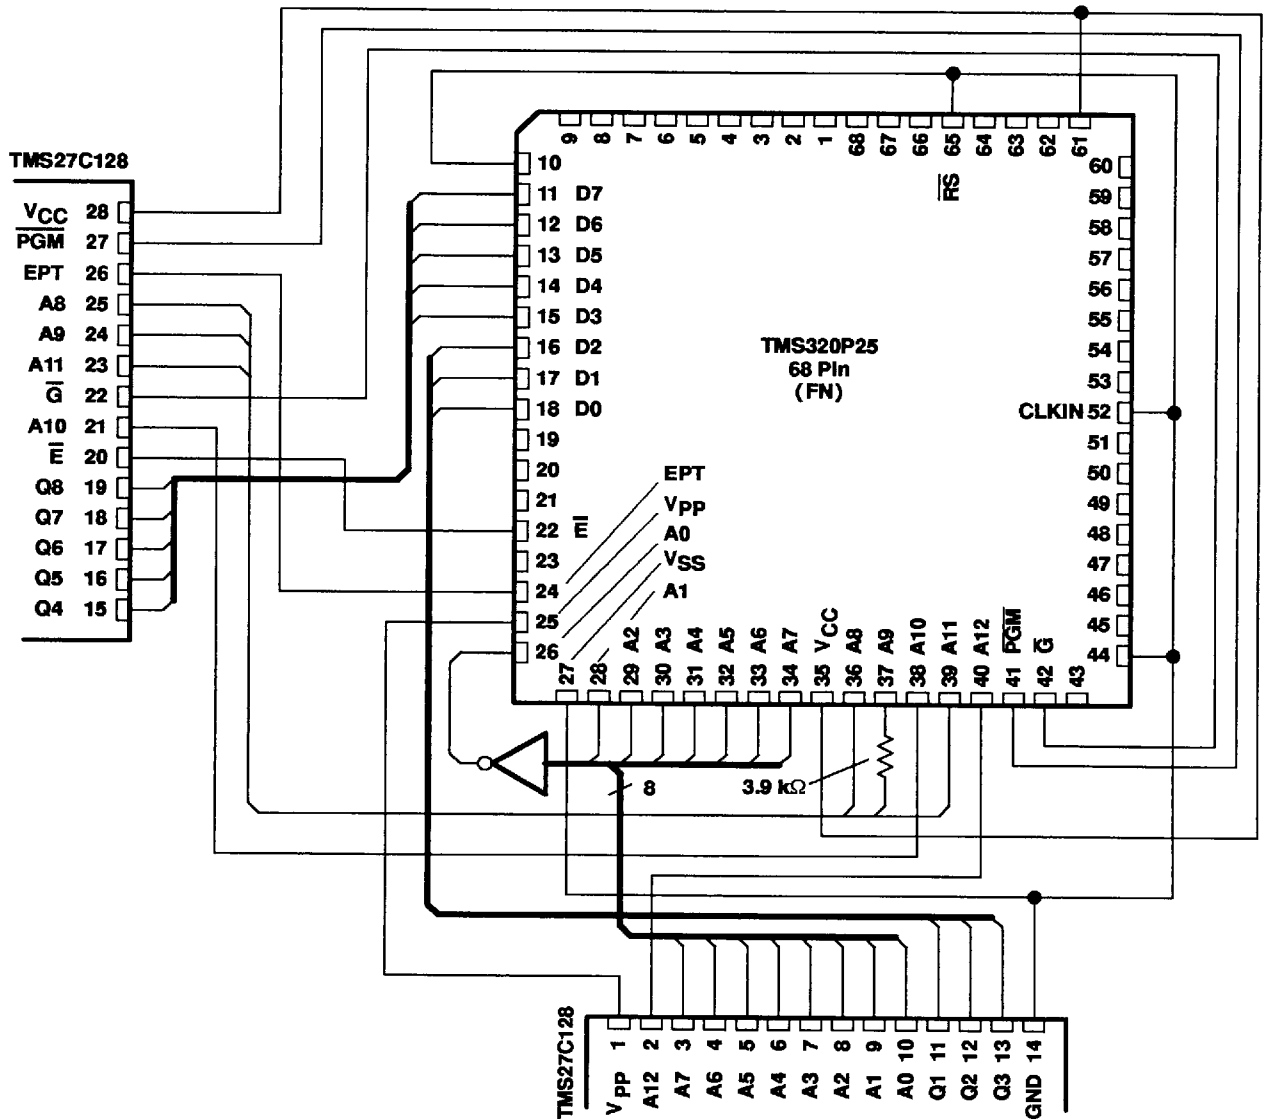 9 8 7 6 5 4 3 2 1 68 67 66 65 64 63 62 61
R̅S̅
TMS27C128
VCC 28
P̅G̅M̅ 27
EPT 26
A8 25
A9 24
A11 23
G̅ 22
A10 21
E̅ 20
Q8 19
Q7 18
Q6 17
Q5 16
Q4 15
10
11 D7
12 D6
13 D5
14 D4
15 D3
16 D2
17 D1
18 D0
19
20
21
22 E̅
23
24
25
26
EPT
VPP
A0
VSS
A1
TMS320P25
68 Pin
(FN)
60
59
58
57
56
55
54
53
CLKIN 52
51
50
49
48
47
46
45
44
27
28
29 A2
30 A3
31 A4
32 A5
33 A6
34 A7
35 VCC
36 A8
37 A9
38 A10
39 A11
40 A12
41 P̅G̅M̅
42 G̅
43
8
3.9 kΩ
TMS27C128
VPP 1
A12 2
A7 3
A6 4
A5 5
A4 6
A3 7
A2 8
A1 9
A0 10
Q1 11
Q2 12
Q3 13
GND 14